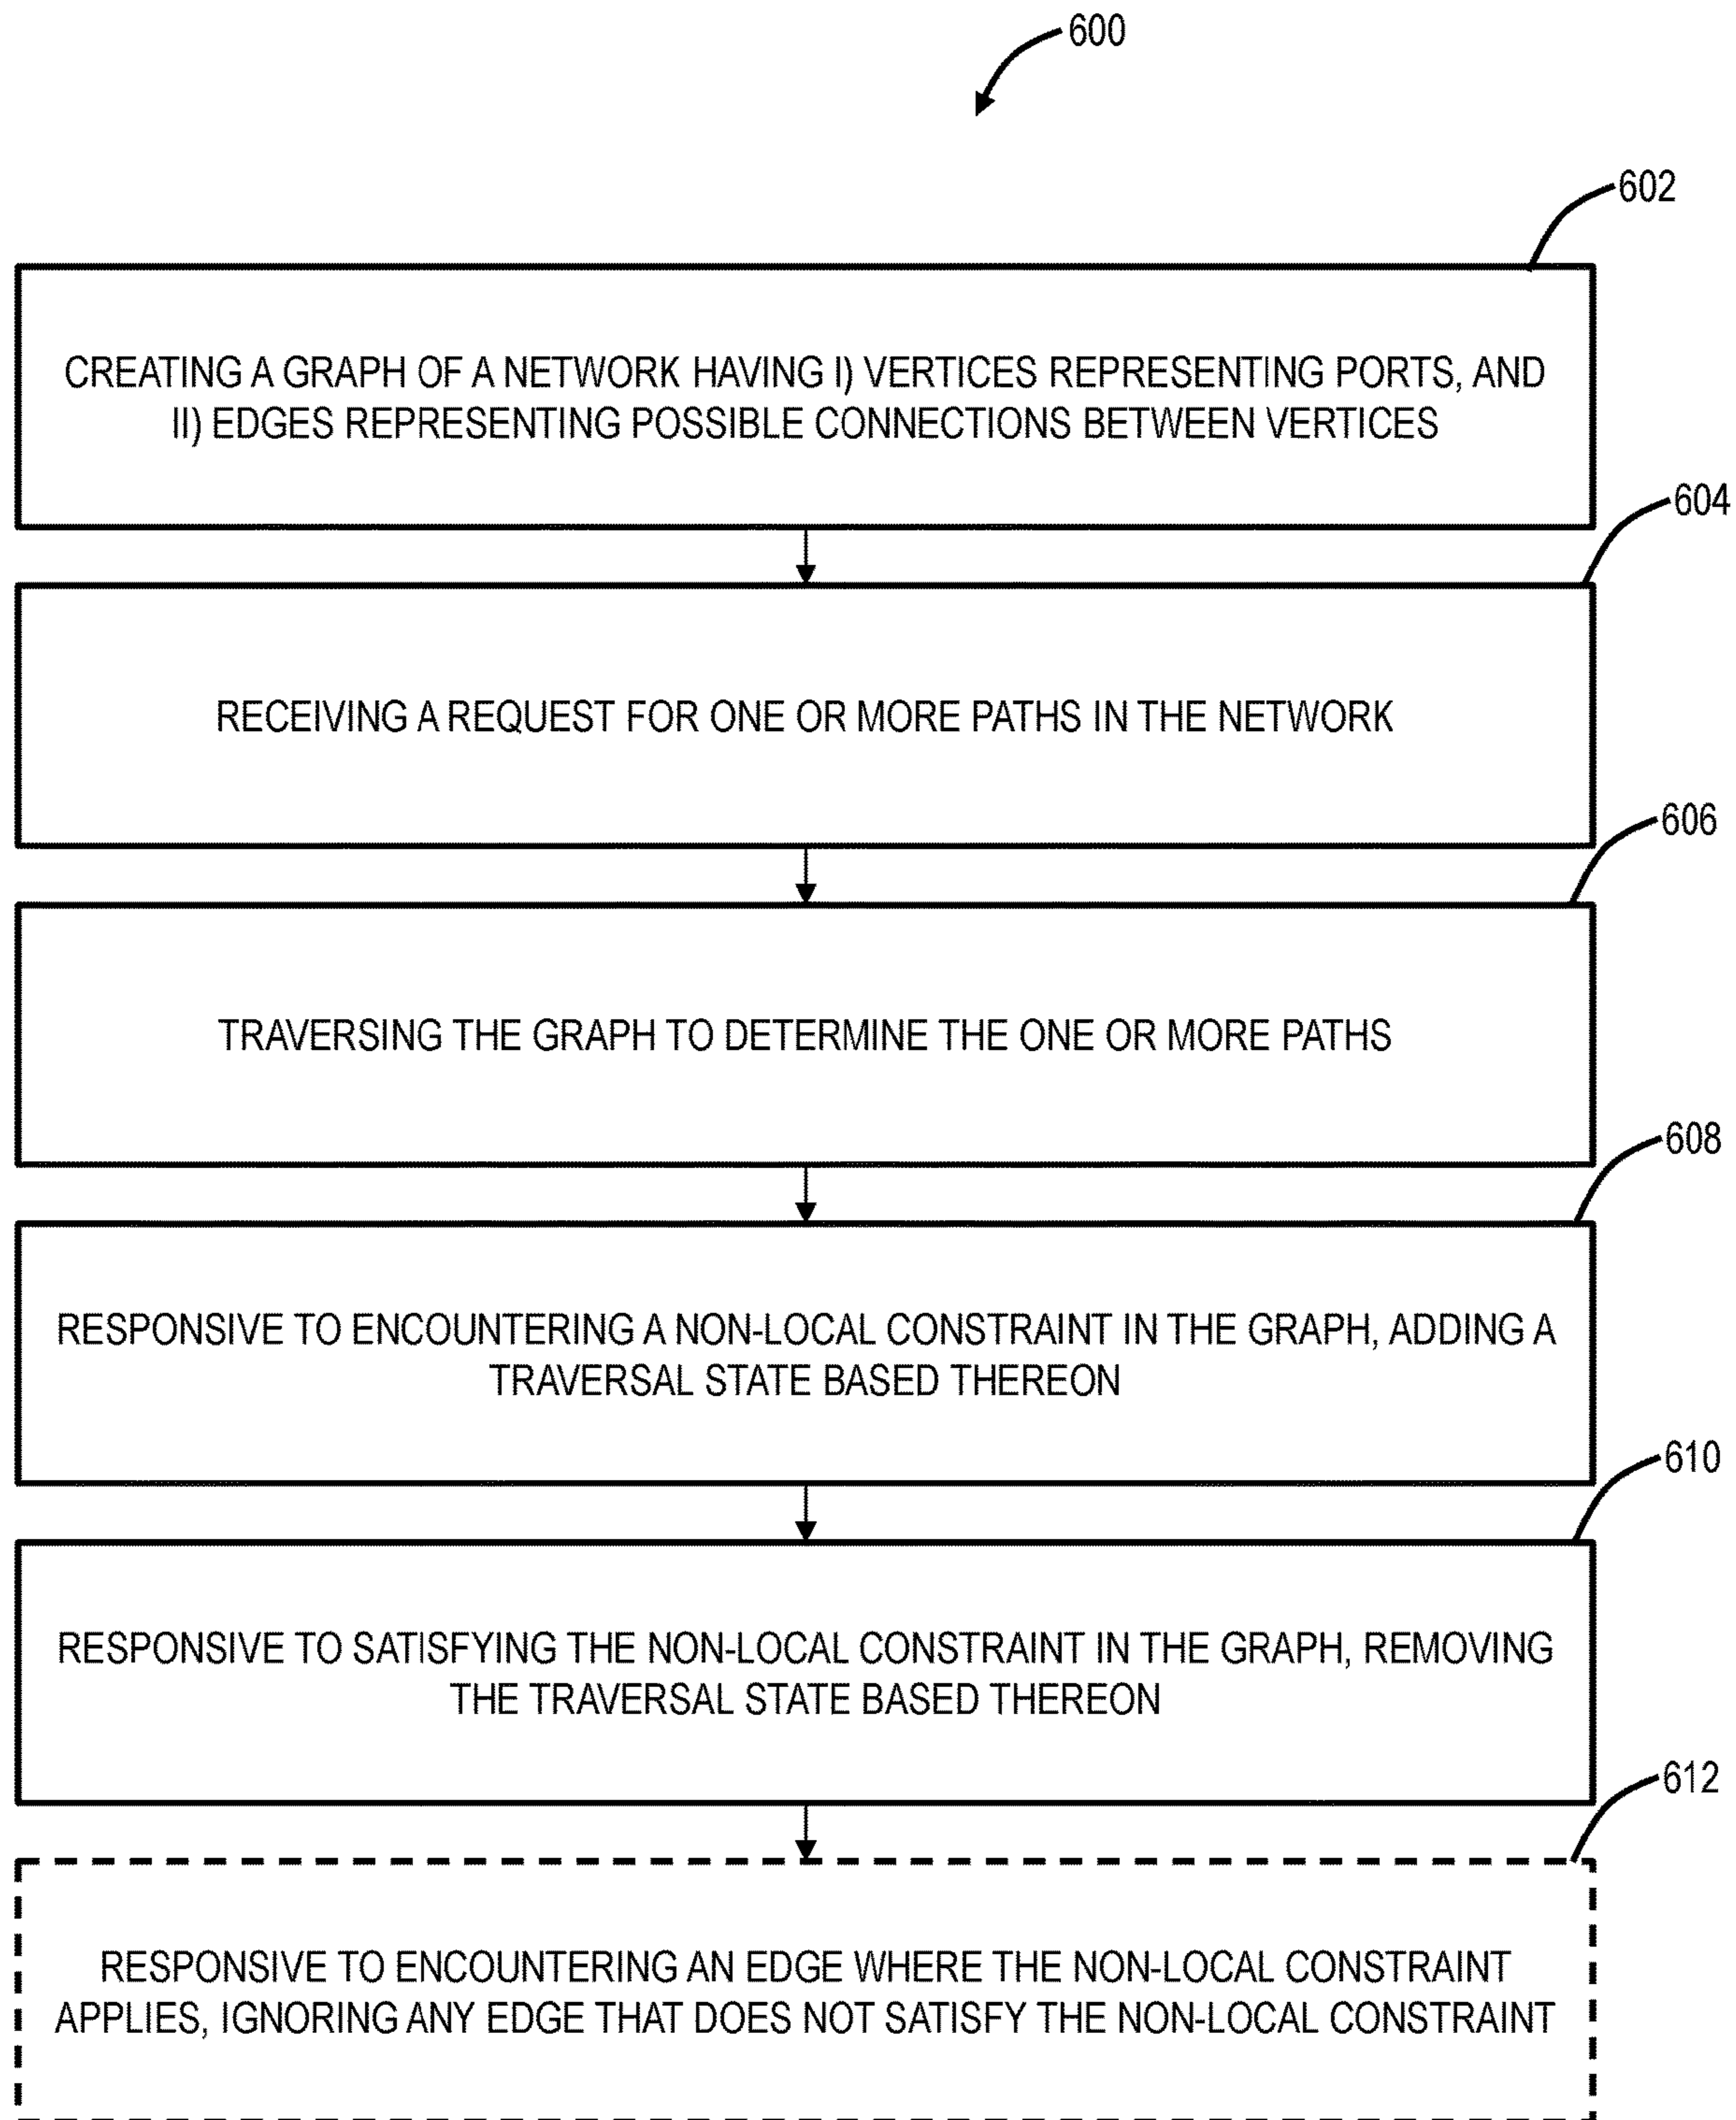 600
602
CREATING A GRAPH OF A NETWORK HAVING I) VERTICES REPRESENTING PORTS, AND
II) EDGES REPRESENTING POSSIBLE CONNECTIONS BETWEEN VERTICES
604
RECEIVING A REQUEST FOR ONE OR MORE PATHS IN THE NETWORK
606
TRAVERSING THE GRAPH TO DETERMINE THE ONE OR MORE PATHS
608
RESPONSIVE TO ENCOUNTERING A NON-LOCAL CONSTRAINT IN THE GRAPH, ADDING A
TRAVERSAL STATE BASED THEREON
610
RESPONSIVE TO SATISFYING THE NON-LOCAL CONSTRAINT IN THE GRAPH, REMOVING
THE TRAVERSAL STATE BASED THEREON
612
RESPONSIVE TO ENCOUNTERING AN EDGE WHERE THE NON-LOCAL CONSTRAINT
APPLIES, IGNORING ANY EDGE THAT DOES NOT SATISFY THE NON-LOCAL CONSTRAINT